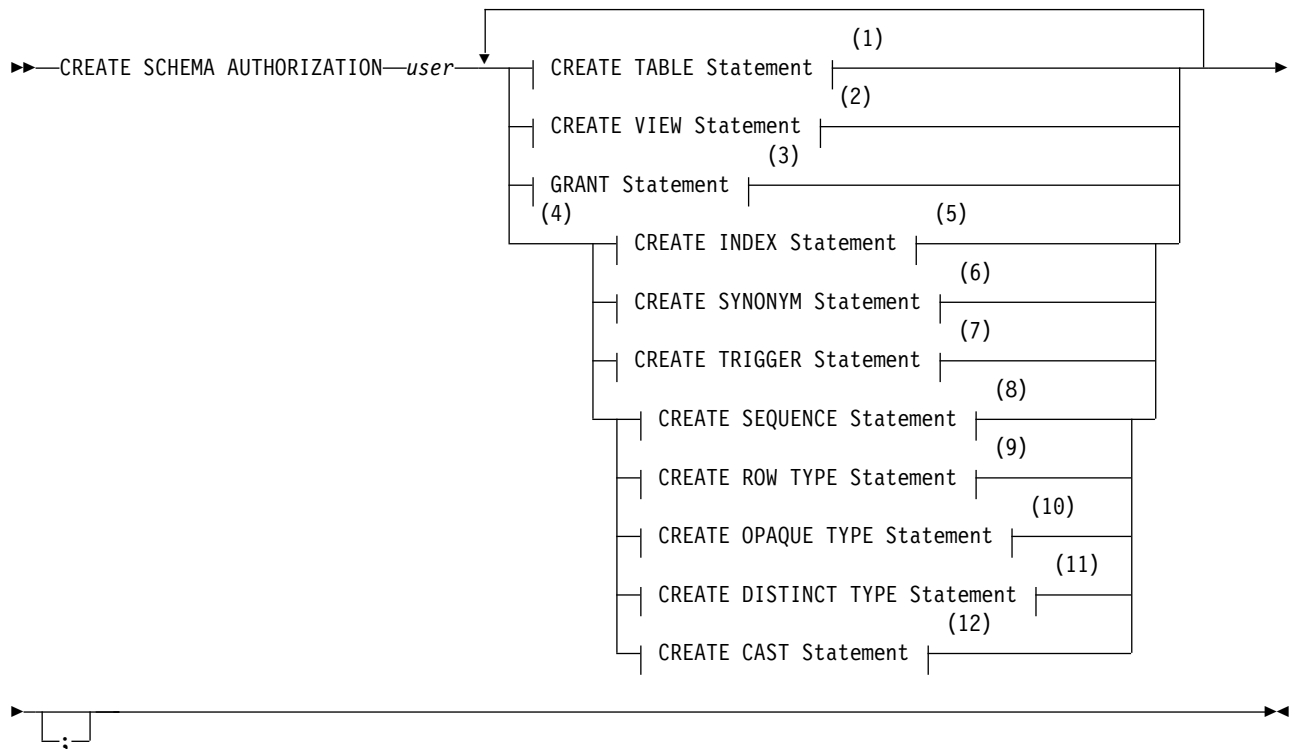 (1)
CREATE SCHEMA AUTHORIZATION user CREATE TABLE Statement
(2)
CREATE VIEW Statement
(3)
GRANT Statement
(4) (5)
CREATE INDEX Statement
(6)
CREATE SYNONYM Statement
(7)
CREATE TRIGGER Statement
(8)
CREATE SEQUENCE Statement
(9)
CREATE ROW TYPE Statement
(10)
CREATE OPAQUE TYPE Statement
(11)
CREATE DISTINCT TYPE Statement
(12)
CREATE CAST Statement
;